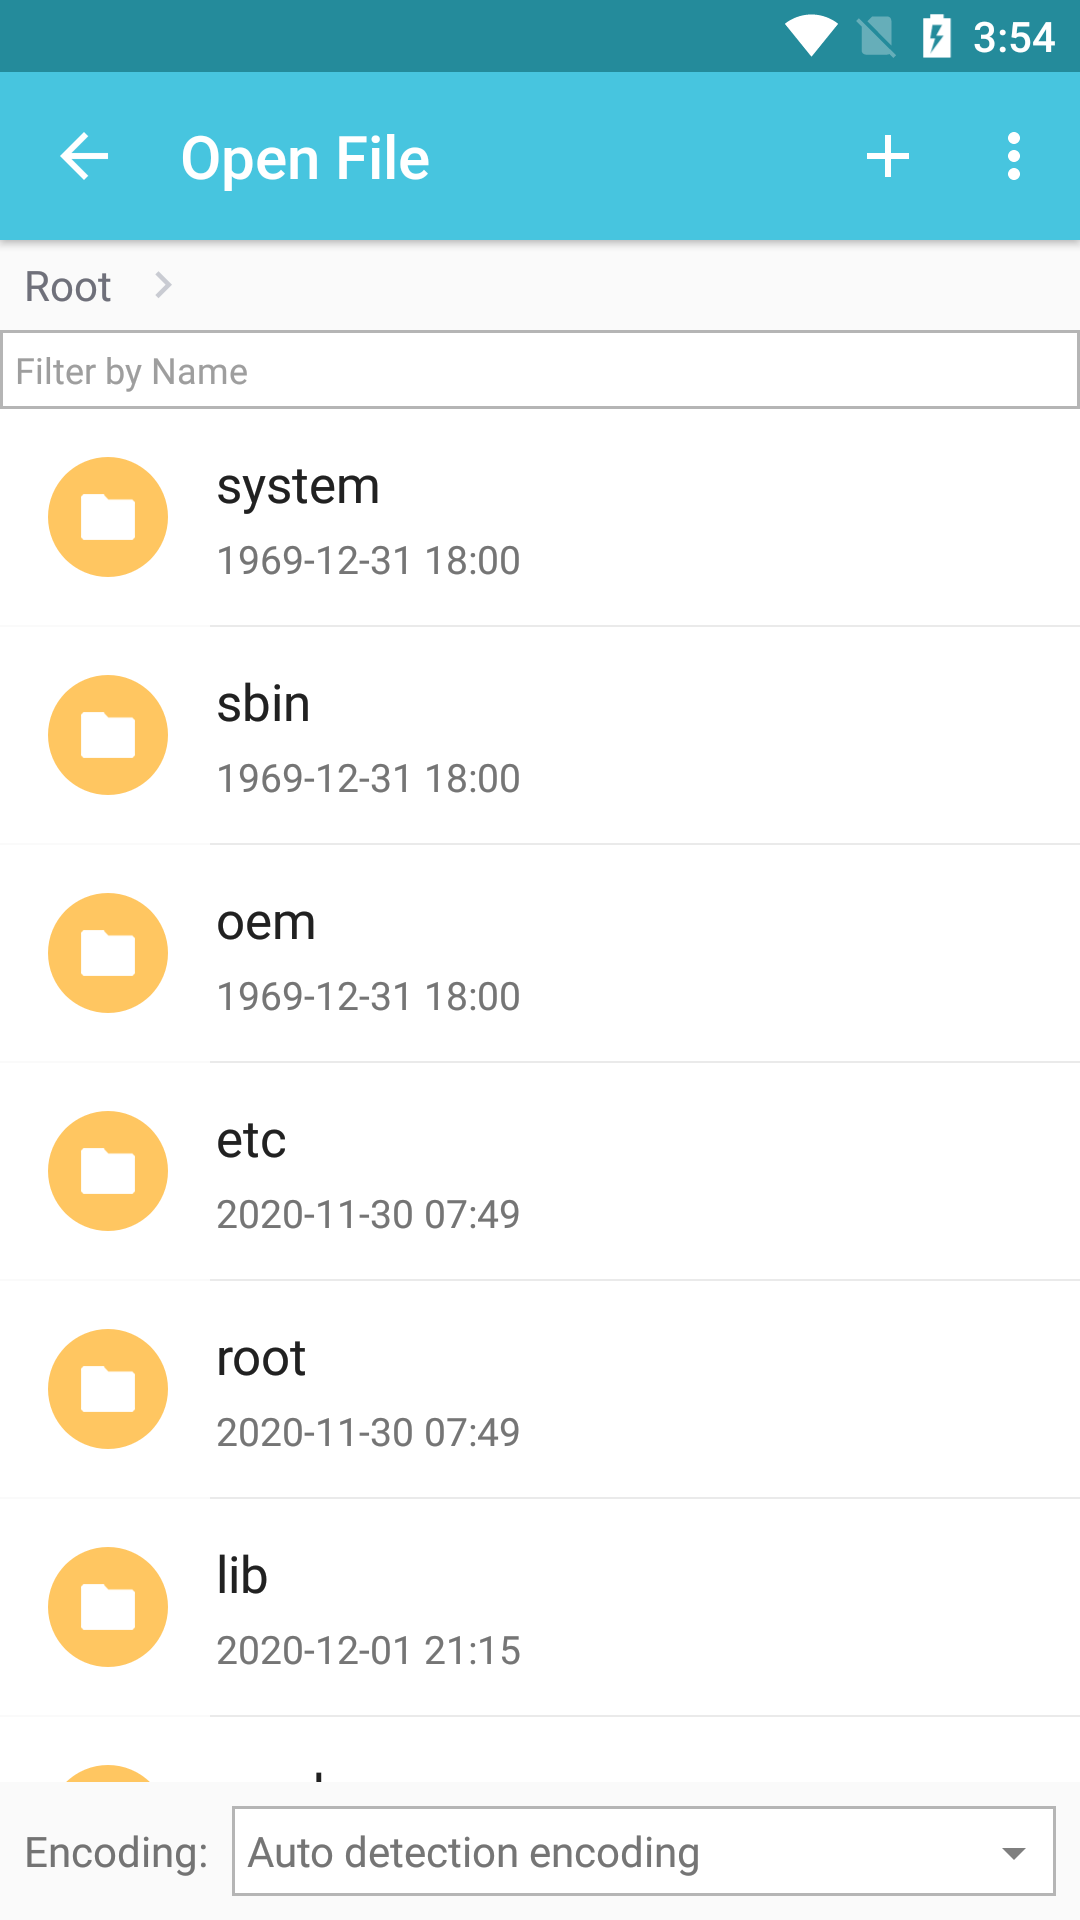 3:54
Open File
Root
Filter by Name
system
1969-12-31 18:00
sbin
1969-12-31 18:00
oem
1969-12-31 18:00
etc
2020-11-30 07:49
root
2020-11-30 07:49
lib
2020-12-01 21:15
Encoding: Auto detection encoding